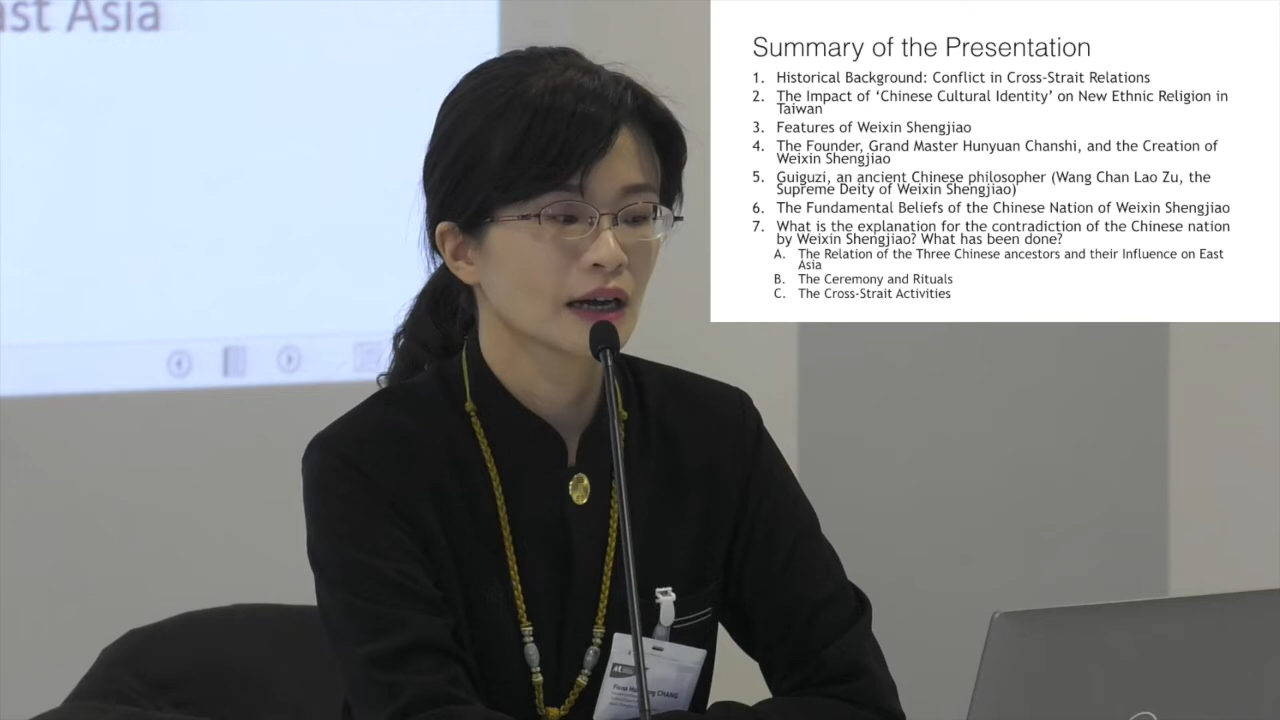 East Asia
Summary of the Presentation
1. Historical Background: Conflict in Cross-Strait Relations
2. The Impact of ‘Chinese Cultural Identity’ on New Ethnic Religion in
Taiwan
3. Features of Weixin Shengjiao
4. The Founder, Grand Master Hunyuan Chanshi, and the Creation of
Weixin Shengjiao
5. Guiguzi, an ancient Chinese philosopher (Wang Chan Lao Zu, the
Supreme Deity of Weixin Shengjiao)
6. The Fundamental Beliefs of the Chinese Nation of Weixin Shengjiao
7. What is the explanation for the contradiction of the Chinese nation
by Weixin Shengjiao? What has been done?
A. The Relation of the Three Chinese ancestors and their Influence on East
Asia
B. The Ceremony and Rituals
C. The Cross-Strait Activities
CHANG